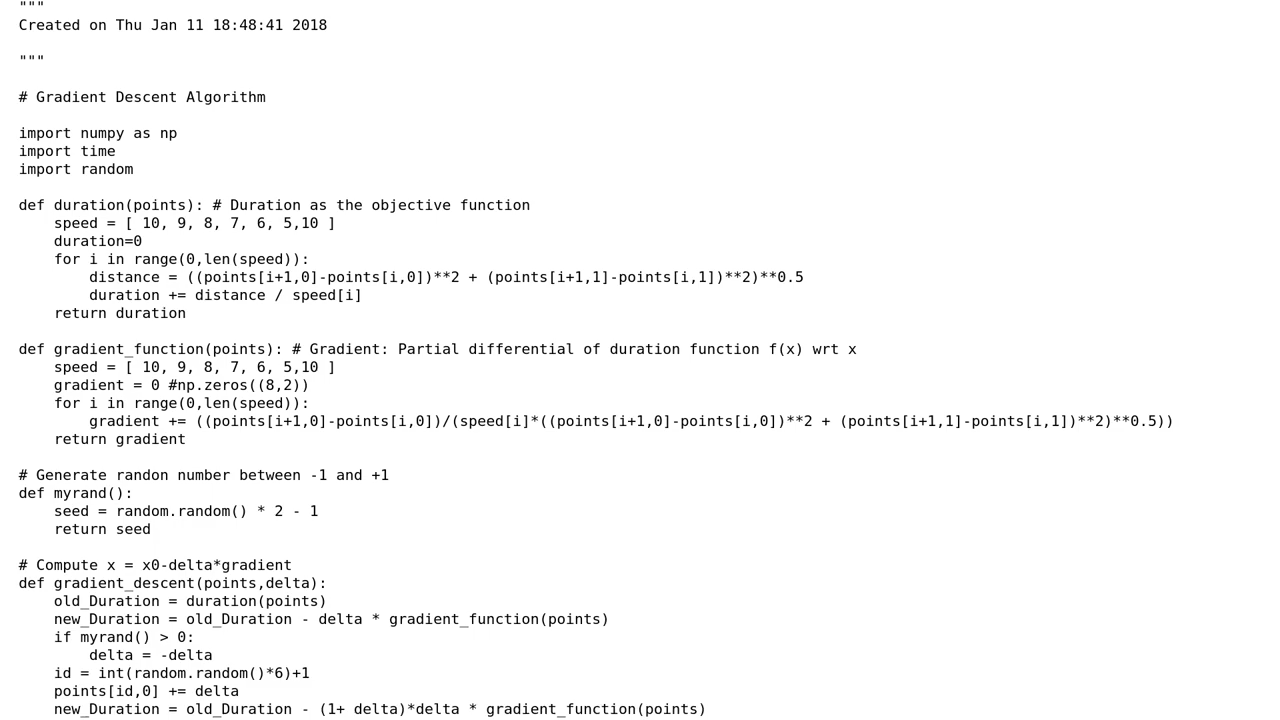 """
Created on Thu Jan 11 18:48:41 2018

"""

# Gradient Descent Algorithm

import numpy as np
import time
import random

def duration(points): # Duration as the objective function
    speed = [ 10, 9, 8, 7, 6, 5,10 ]
    duration=0
    for i in range(0,len(speed)):
        distance = ((points[i+1,0]-points[i,0])**2 + (points[i+1,1]-points[i,1])**2)**0.5
        duration += distance / speed[i]
    return duration

def gradient_function(points): # Gradient: Partial differential of duration function f(x) wrt x
    speed = [ 10, 9, 8, 7, 6, 5,10 ]
    gradient = 0 #np.zeros((8,2))
    for i in range(0,len(speed)):
        gradient += ((points[i+1,0]-points[i,0])/(speed[i]*((points[i+1,0]-points[i,0])**2 + (points[i+1,1]-points[i,1])**2)**0.5))
    return gradient

# Generate randon number between -1 and +1
def myrand():
    seed = random.random() * 2 - 1
    return seed

# Compute x = x0-delta*gradient
def gradient_descent(points,delta):
    old_Duration = duration(points)
    new_Duration = old_Duration - delta * gradient_function(points)
    if myrand() > 0:
        delta = -delta
    id = int(random.random()*6)+1
    points[id,0] += delta
    new_Duration = old_Duration - (1+ delta)*delta * gradient_function(points)